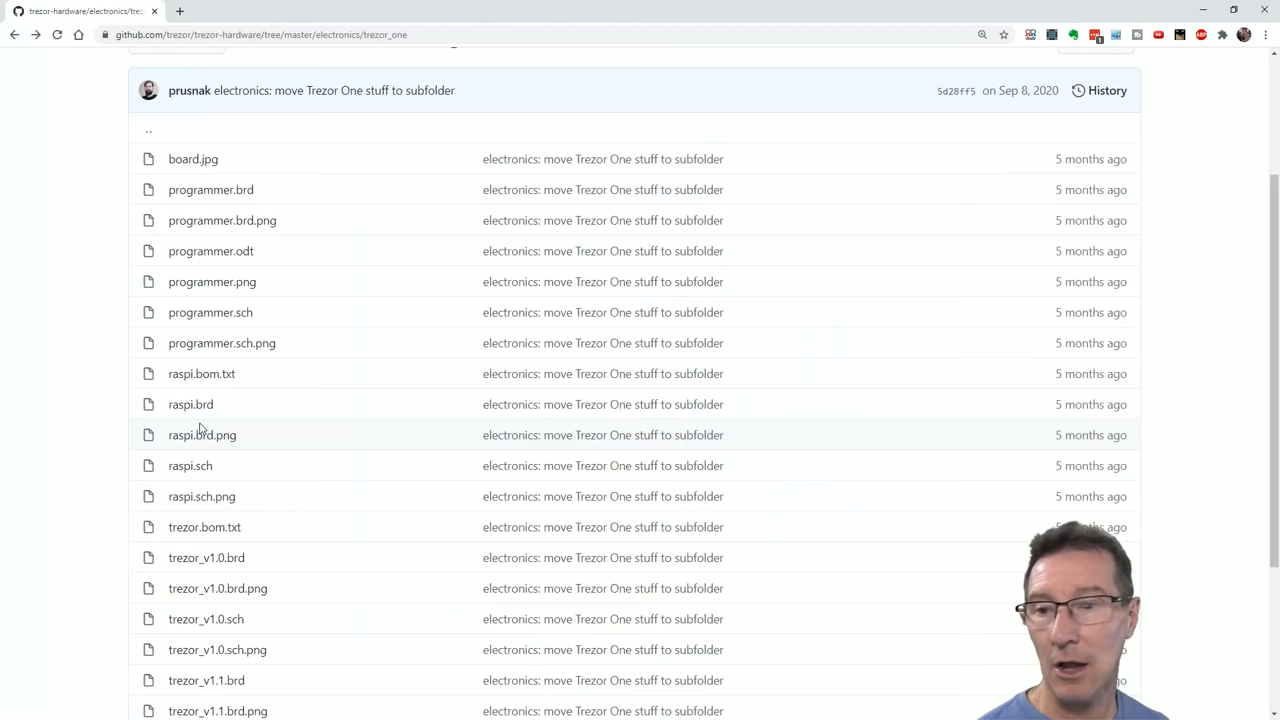 trezor-hardware/electronics/trez
github.com/trezor/trezor-hardware/tree/master/electronics/trezor_one
prusnak electronics: move Trezor One stuff to subfolder 5d28ff5 on Sep 8, 2020 History
..
board.jpg electronics: move Trezor One stuff to subfolder 5 months ago
programmer.brd electronics: move Trezor One stuff to subfolder 5 months ago
programmer.brd.png electronics: move Trezor One stuff to subfolder 5 months ago
programmer.odt electronics: move Trezor One stuff to subfolder 5 months ago
programmer.png electronics: move Trezor One stuff to subfolder 5 months ago
programmer.sch electronics: move Trezor One stuff to subfolder 5 months ago
programmer.sch.png electronics: move Trezor One stuff to subfolder 5 months ago
raspi.bom.txt electronics: move Trezor One stuff to subfolder 5 months ago
raspi.brd electronics: move Trezor One stuff to subfolder 5 months ago
raspi.brd.png electronics: move Trezor One stuff to subfolder 5 months ago
raspi.sch electronics: move Trezor One stuff to subfolder 5 months ago
raspi.sch.png electronics: move Trezor One stuff to subfolder 5 months ago
trezor.bom.txt electronics: move Trezor One stuff to subfolder 5 months ago
trezor_v1.0.brd electronics: move Trezor One stuff to subfolder
trezor_v1.0.brd.png electronics: move Trezor One stuff to subfolder
trezor_v1.0.sch electronics: move Trezor One stuff to subfolder
trezor_v1.0.sch.png electronics: move Trezor One stuff to subfolder
trezor_v1.1.brd electronics: move Trezor One stuff to subfolder
trezor_v1.1.brd.png electronics: move Trezor One stuff to subfolder